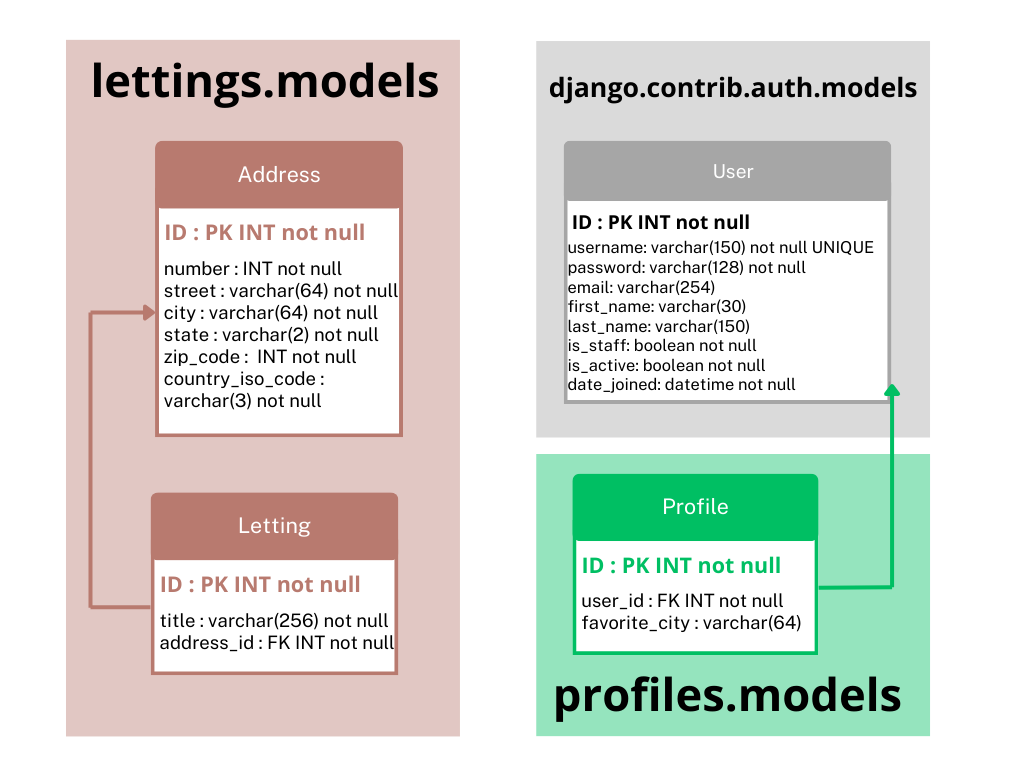 lettings.models
Address
ID : PK INT not null
number : INT not null
street : varchar(64) not null
city : varchar(64) not null
state : varchar(2) not null
zip_code :  INT not null
country_iso_code :
varchar(3) not null
Letting
ID : PK INT not null
title : varchar(256) not null
address_id : FK INT not null
django.contrib.auth.models
User
ID : PK INT not null
username: varchar(150) not null UNIQUE
password: varchar(128) not null
email: varchar(254)
first_name: varchar(30)
last_name: varchar(150)
is_staff: boolean not null
is_active: boolean not null
date_joined: datetime not null
Profile
ID : PK INT not null
user_id : FK INT not null
favorite_city : varchar(64)
profiles.models